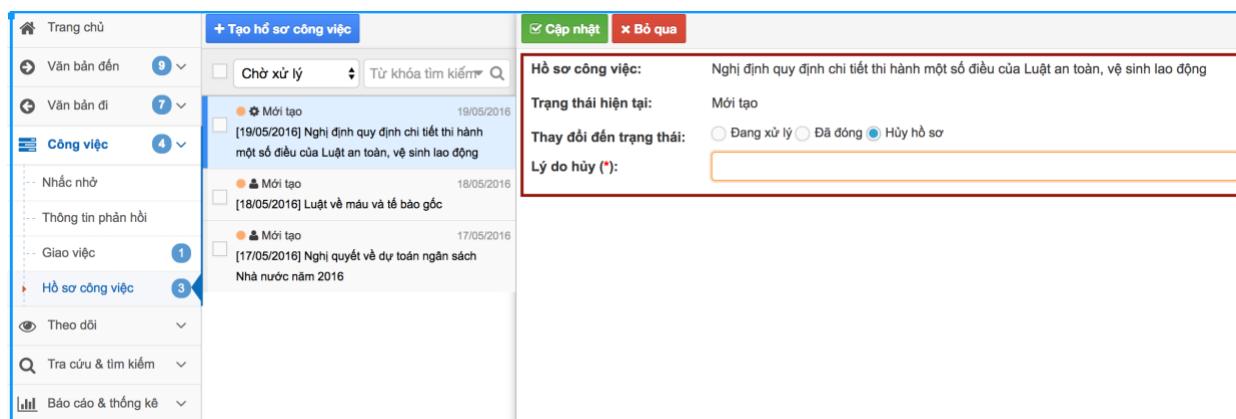 Trang chủ
Văn bản đến 9
Văn bản đi 7
Công việc 4
Nhắc nhở
Thông tin phản hồi
Giao việc 1
Hồ sơ công việc 3
Theo dõi
Tra cứu & tìm kiếm
Báo cáo & thống kê
+ Tạo hồ sơ công việc
Chờ xử lý Từ khóa tìm kiếm
Mới tạo 19/05/2016
[19/05/2016] Nghị định quy định chi tiết thi hành
một số điều của Luật an toàn, vệ sinh lao động
Mới tạo 18/05/2016
[18/05/2016] Luật về máu và tế bào gốc
Mới tạo 17/05/2016
[17/05/2016] Nghị quyết về dự toán ngân sách
Nhà nước năm 2016
Cập nhật × Bỏ qua
Hồ sơ công việc: Nghị định quy định chi tiết thi hành một số điều của Luật an toàn, vệ sinh lao động
Trạng thái hiện tại: Mới tạo
Thay đổi đến trạng thái: Đang xử lý Đã đóng Hủy hồ sơ
Lý do hủy (*):